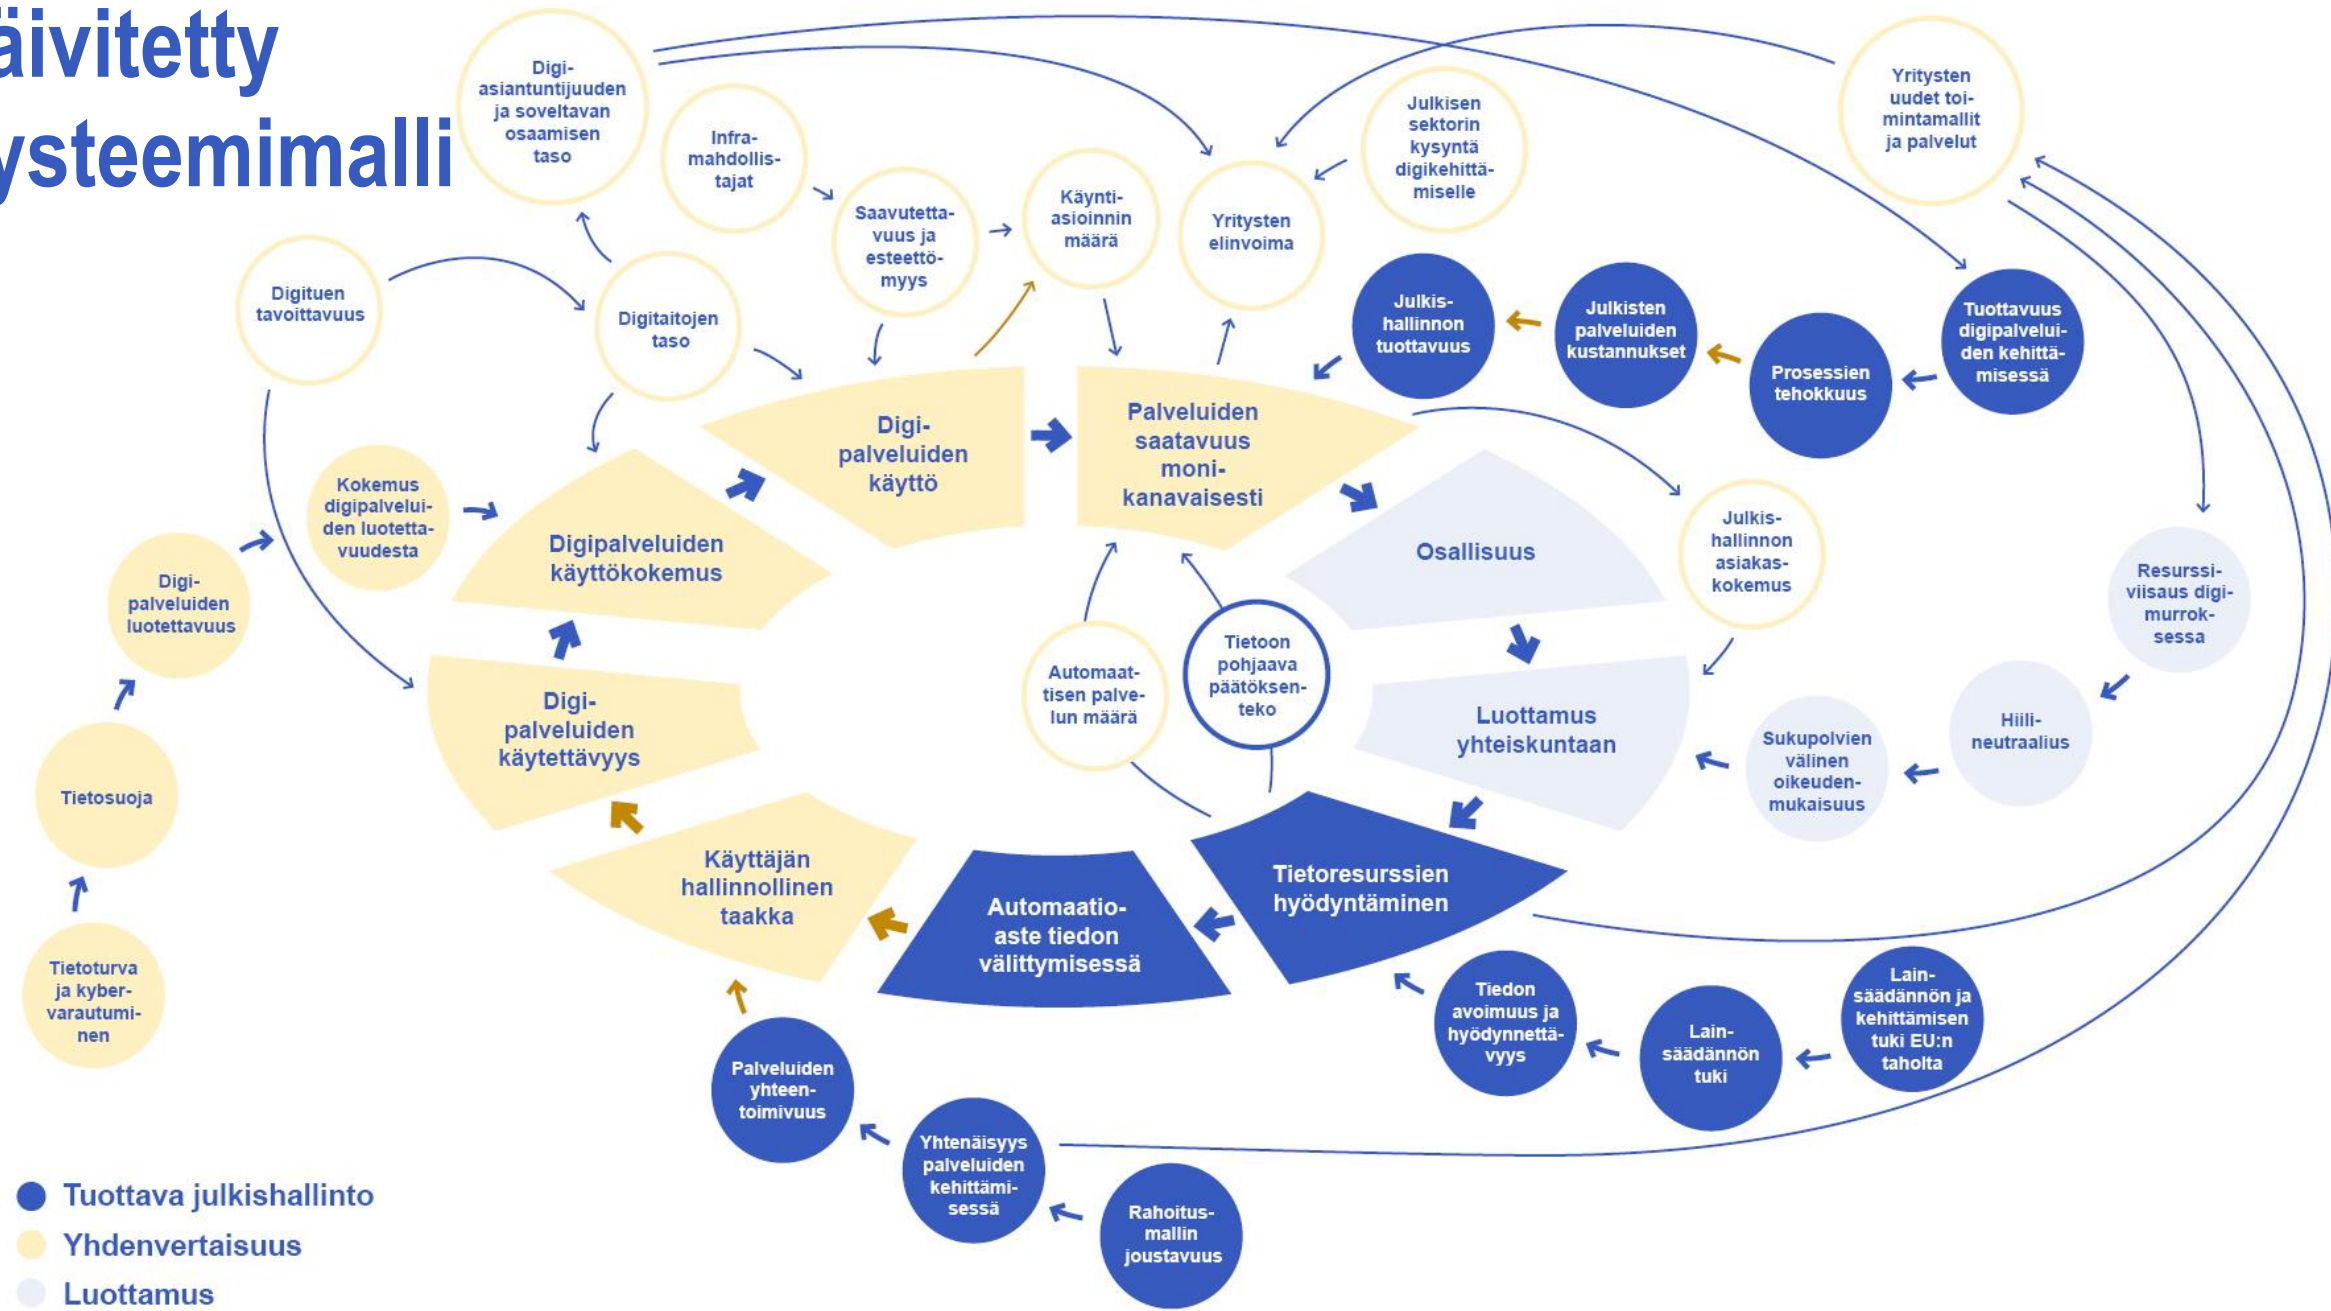 äivitetty
ysteemimalli
Digi-
asiantuntijuuden
ja soveltavan
osaamisen
taso
Infra-
mahdollis-
tajat
Saavutetta-
vuus ja
esteettö-
myys
Käynti-
asioinnin
määrä
Yritysten
elinvoima
Julkisen
sektorin
kysyntä
digikehittä-
miselle
Yritysten
uudet toi-
mintamallit
ja palvelut
Digituen
tavoittavuus
Digitaitojen
taso
Julkis-
hallinnon
tuottavuus
Julkisten
palveluiden
kustannukset
Prosessien
tehokkuus
Tuottavuus
digipalvelui-
den kehittä-
misessä
Kokemus
digipalvelui-
den luotetta-
vuudesta
Digi-
palveluiden
luotettavuus
Tietosuoja
Tietoturva
ja kyber-
varautumi-
nen
Digi-
palveluiden
käyttö
Palveluiden
saatavuus
moni-
kanavaisesti
Digipalveluiden
käyttökokemus
Osallisuus
Julkis-
hallinnon
asiakas-
kokemus
Resurssi-
viisaus digi-
murrok-
sessa
Digi-
palveluiden
käytettävyys
Automaat-
tisen palve-
lun määrä
Tietoon
pohjaava
päätöksen-
teko
Luottamus
yhteiskuntaan
Sukupolvien
välinen
oikeuden-
mukaisuus
Hiili-
neutraalius
Käyttäjän
hallinnollinen
taakka
Automaatio-
aste tiedon
välittymisessä
Tietoresurssien
hyödyntäminen
Tiedon
avoimuus ja
hyödynnettä-
vyys
Lain-
säädännön
tuki
Lain-
säädännön ja
kehittämisen
tuki EU:n
taholta
Palveluiden
yhteen-
toimivuus
Yhtenäisyys
palveluiden
kehittämi-
sessä
Rahoitus-
mallin
joustavuus
Tuottava julkishallinto
Yhdenvertaisuus
Luottamus